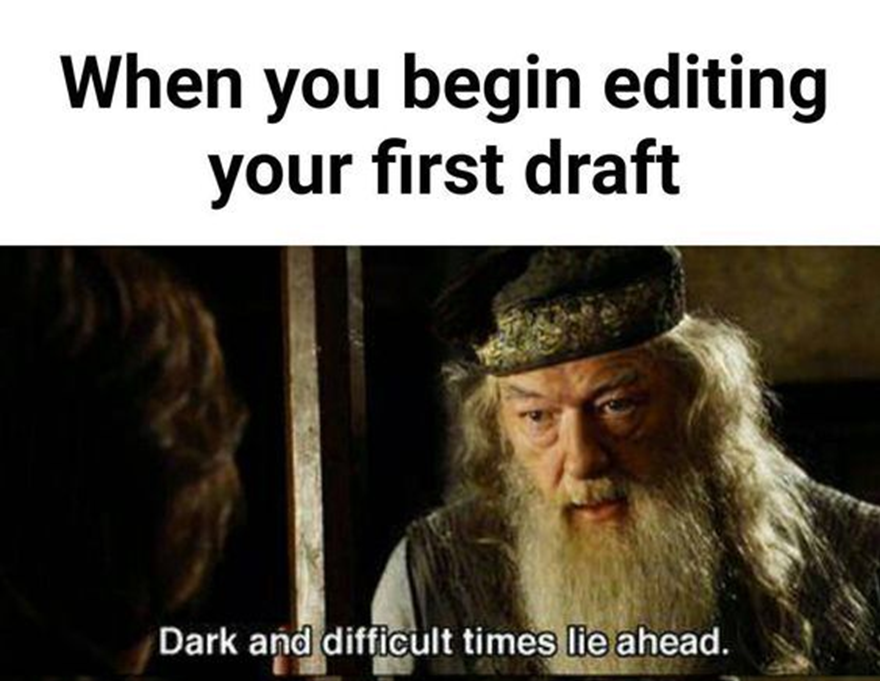 When you begin editing
your first draft
Dark and difficult times lie ahead.